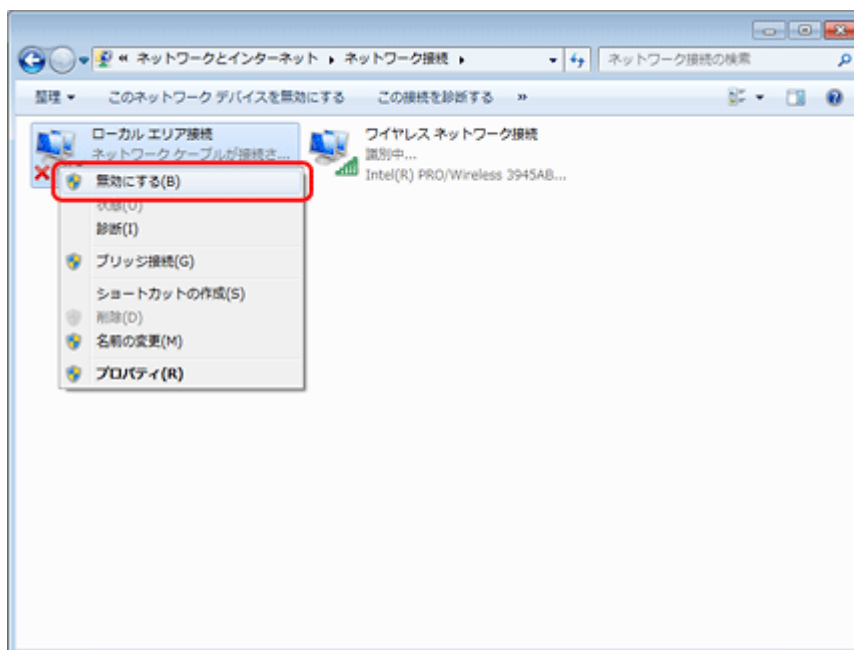 « ネットワークとインターネット ▸ ネットワーク接続 ▸
ネットワーク接続の検索
整理 ▼ このネットワーク デバイスを無効にする この接続を診断する »
ローカル エリア接続
ネットワーク ケーブルが接続さ...
ワイヤレス ネットワーク接続
識別中...
Intel(R) PRO/Wireless 3945AB...
無効にする(B)
状態(U)
診断(I)
ブリッジ接続(G)
ショートカットの作成(S)
削除(D)
名前の変更(M)
プロパティ(R)